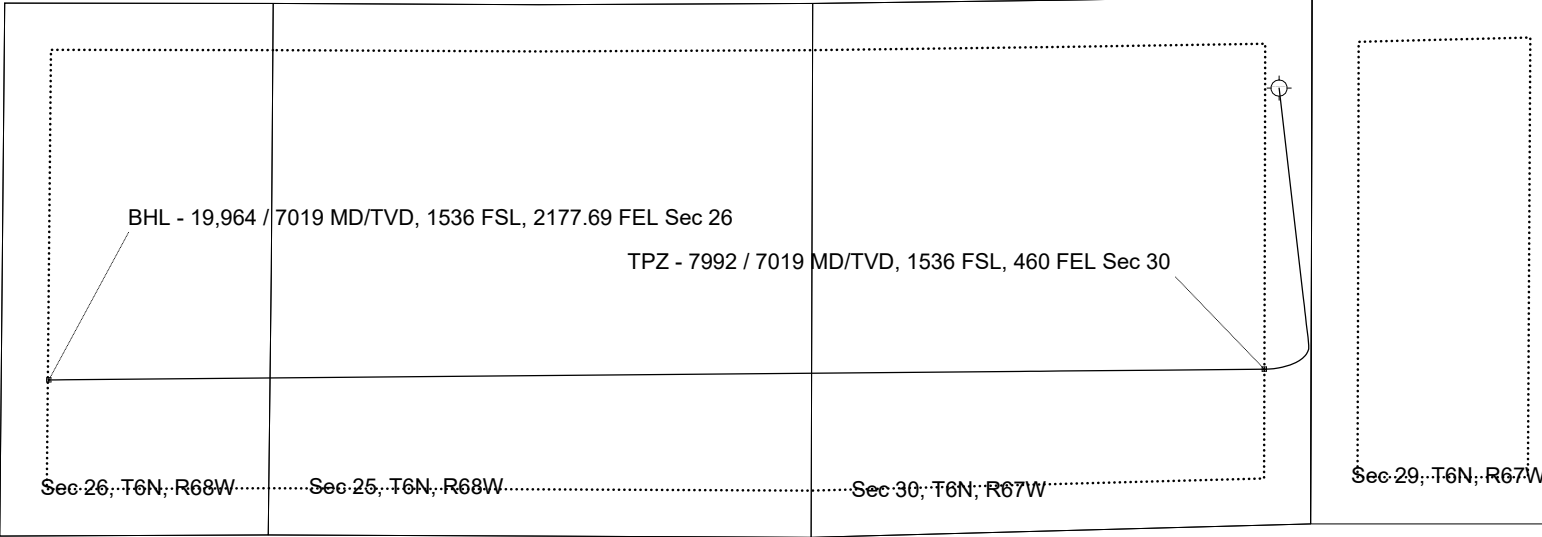 BHL - 19,964 / 7019 MD/TVD, 1536 FSL, 2177.69 FEL Sec 26
TPZ - 7992 / 7019 MD/TVD, 1536 FSL, 460 FEL Sec 30
Sec 26, T6N, R68W
Sec 25, T6N, R68W
Sec 30, T6N, R67W
Sec 29, T6N, R67W